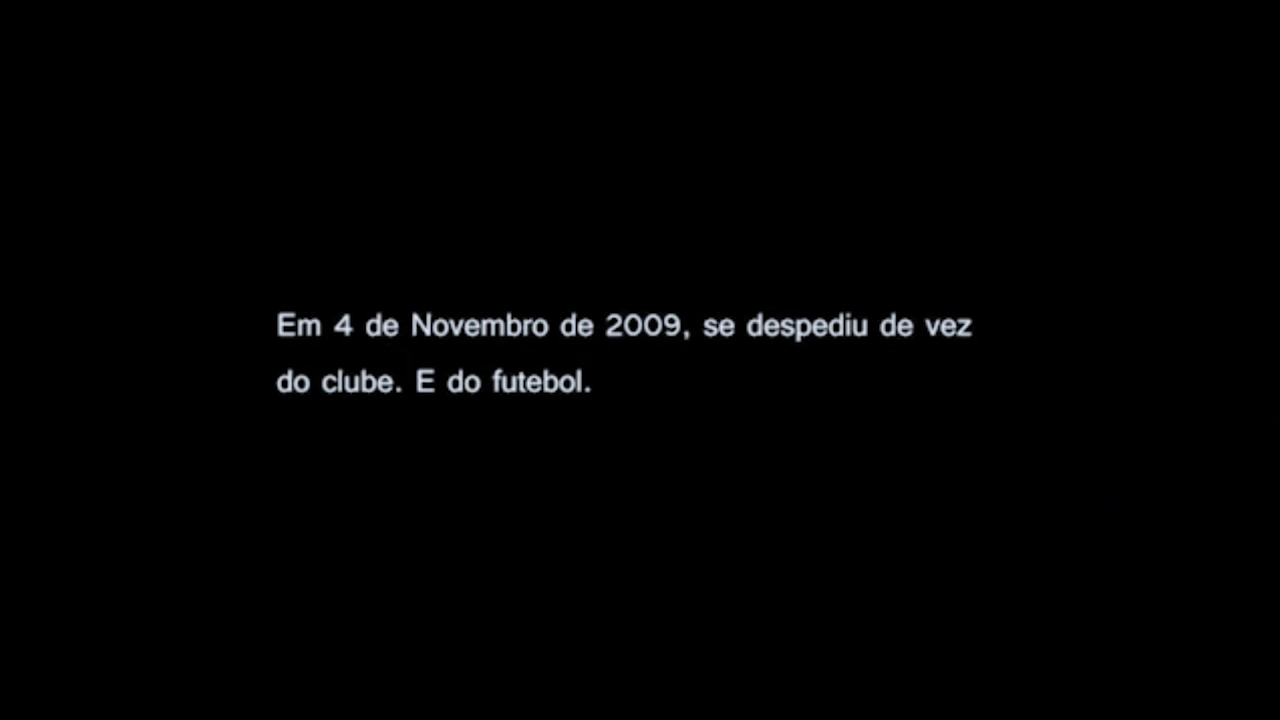 Em 4 de Novembro de 2009, se despediu de vez
do clube. E do futebol.